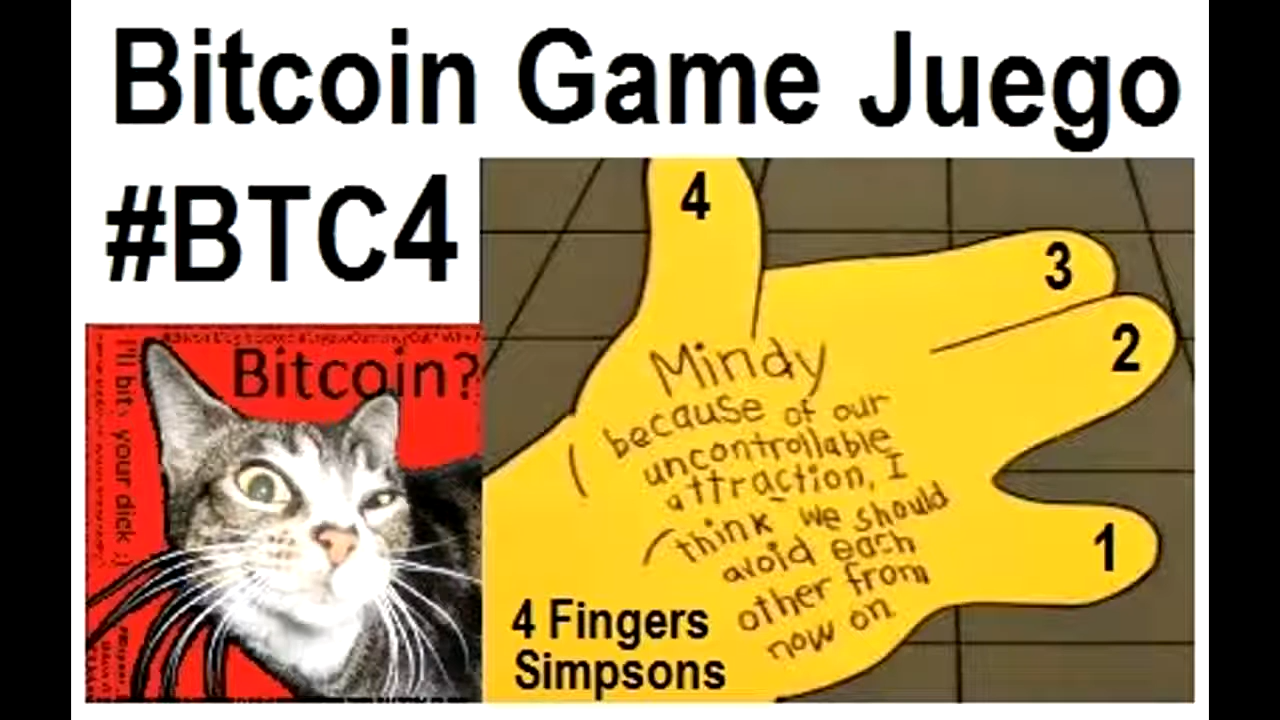 Bitcoin Game Juego
#BTC4
Bitcoin?
I'll bit your dick :)
4
3
2
1
Mindy
because of our
uncontrollable
attraction, I
think we should
avoid each
other from
now on
4 Fingers
Simpsons